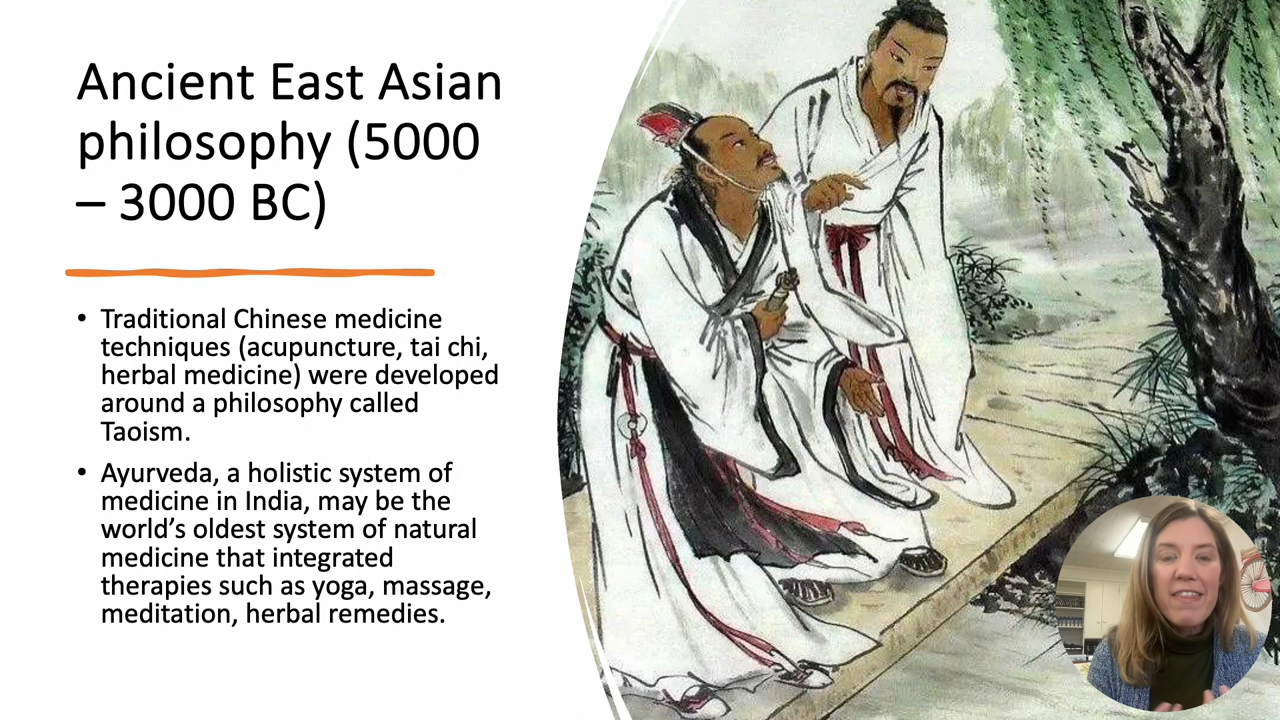 Ancient East Asian
philosophy (5000
– 3000 BC)
• Traditional Chinese medicine
techniques (acupuncture, tai chi,
herbal medicine) were developed
around a philosophy called
Taoism.
• Ayurveda, a holistic system of
medicine in India, may be the
world’s oldest system of natural
medicine that integrated
therapies such as yoga, massage,
meditation, herbal remedies.